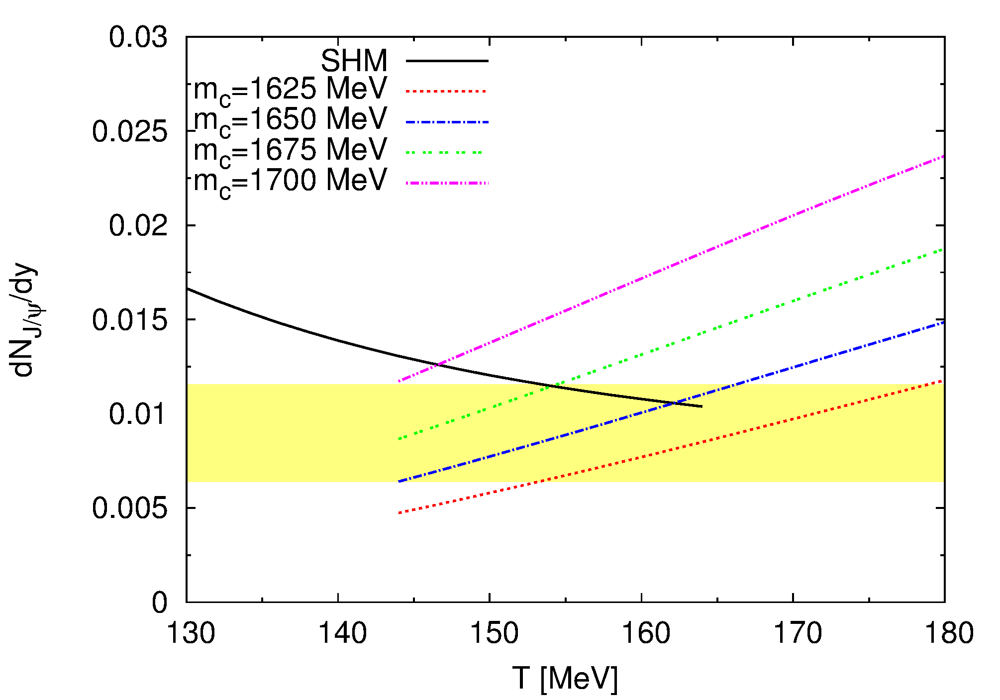 0.03
0.025
0.02
0.015
0.01
0.005
0
dN_J/ψ/dy
SHM
m_c=1625 MeV
m_c=1650 MeV
m_c=1675 MeV
m_c=1700 MeV
130 140 150 160 170 180
T [MeV]